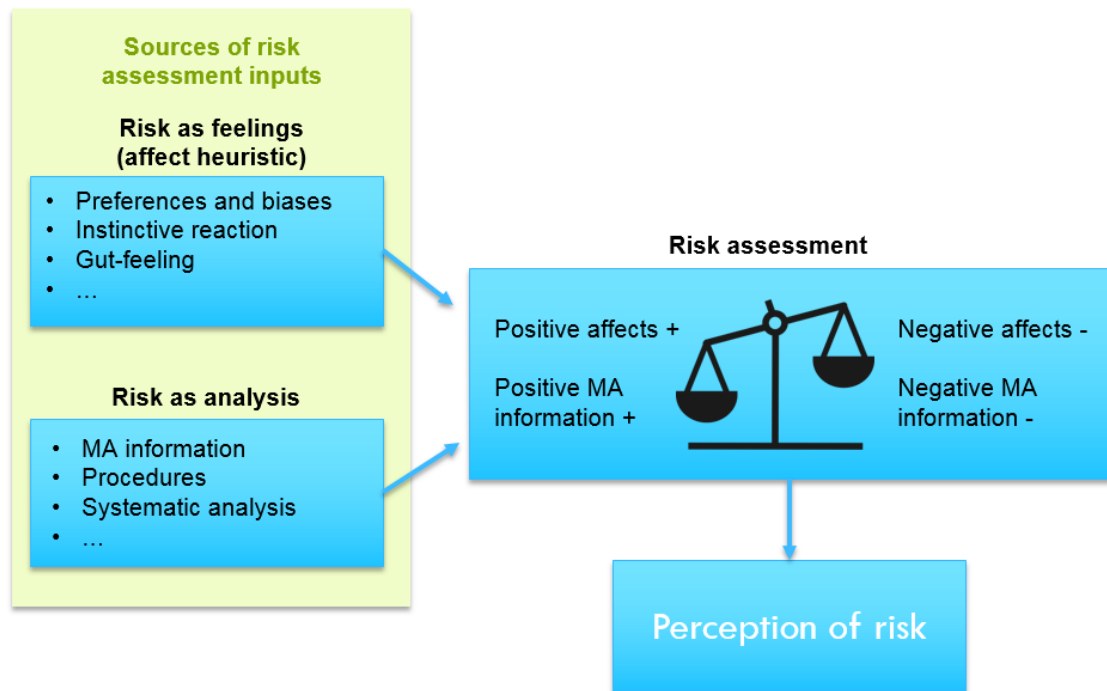 Sources of risk
assessment inputs
Risk as feelings
(affect heuristic)
• Preferences and biases
• Instinctive reaction
• Gut-feeling
• …
Risk as analysis
• MA information
• Procedures
• Systematic analysis
• …
Risk assessment
Positive affects +
Positive MA
information +
Negative affects -
Negative MA
information -
Perception of risk